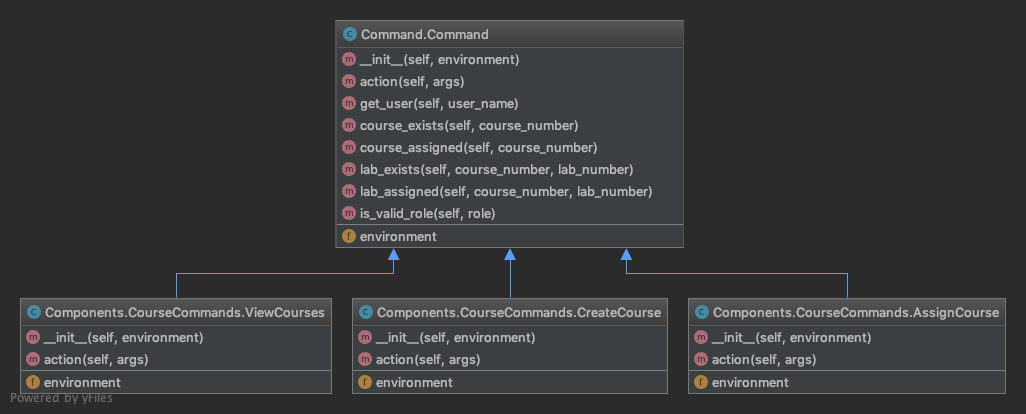 C Command.Command
m __init__(self, environment)
m action(self, args)
m get_user(self, user_name)
m course_exists(self, course_number)
m course_assigned(self, course_number)
m lab_exists(self, course_number, lab_number)
m lab_assigned(self, course_number, lab_number)
m is_valid_role(self, role)
f environment
C Components.CourseCommands.ViewCourses
m __init__(self, environment)
m action(self, args)
f environment
C Components.CourseCommands.CreateCourse
m __init__(self, environment)
m action(self, args)
f environment
C Components.CourseCommands.AssignCourse
m __init__(self, environment)
m action(self, args)
f environment
Powered by yFiles